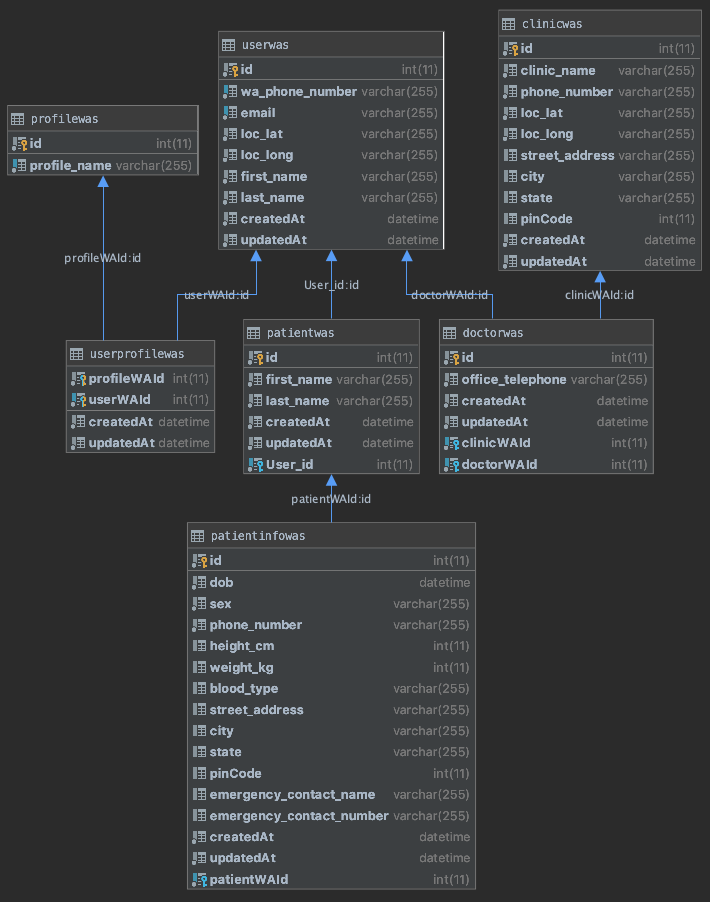 clinicwas
id int(11)
clinic_name varchar(255)
phone_number varchar(255)
loc_lat varchar(255)
loc_long varchar(255)
street_address varchar(255)
city varchar(255)
state varchar(255)
pinCode int(11)
createdAt datetime
updatedAt datetime
userwas
id int(11)
wa_phone_number varchar(255)
email varchar(255)
loc_lat varchar(255)
loc_long varchar(255)
first_name varchar(255)
last_name varchar(255)
createdAt datetime
updatedAt datetime
profilewas
id int(11)
profile_name varchar(255)
profileWAId:id
userWAId:id
User_id:id
doctorWAId:id
clinicWAId:id
userprofilewas
profileWAId int(11)
userWAId int(11)
createdAt datetime
updatedAt datetime
patientwas
id int(11)
first_name varchar(255)
last_name varchar(255)
createdAt datetime
updatedAt datetime
User_id int(11)
doctorwas
id int(11)
office_telephone varchar(255)
createdAt datetime
updatedAt datetime
clinicWAId int(11)
doctorWAId int(11)
patientWAId:id
patientinfowas
id int(11)
dob datetime
sex varchar(255)
phone_number varchar(255)
height_cm int(11)
weight_kg int(11)
blood_type varchar(255)
street_address varchar(255)
city varchar(255)
state varchar(255)
pinCode int(11)
emergency_contact_name varchar(255)
emergency_contact_number varchar(255)
createdAt datetime
updatedAt datetime
patientWAId int(11)